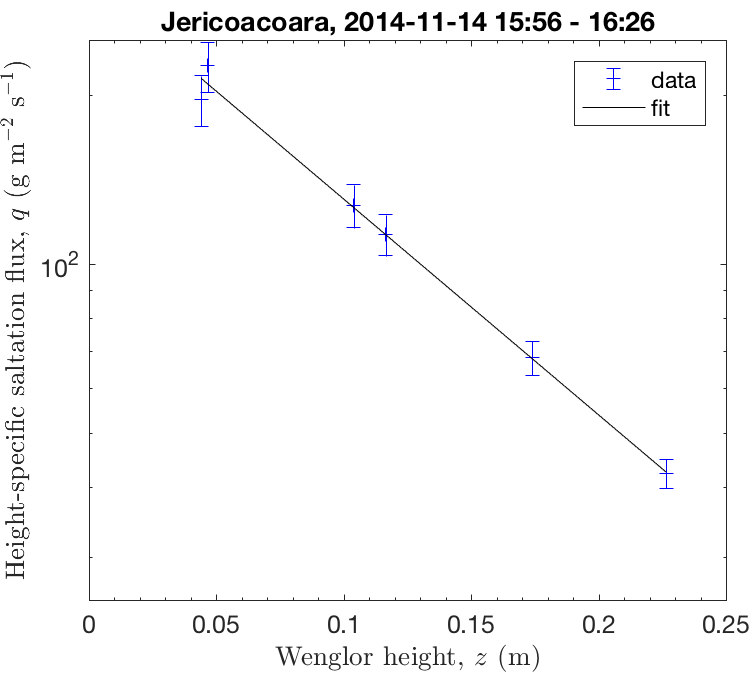 Jericoacoara, 2014-11-14 15:56 - 16:26
data
fit
Height-specific saltation flux, q (g m⁻² s⁻¹)
10²
0 0.05 0.1 0.15 0.2 0.25
Wenglor height, z (m)